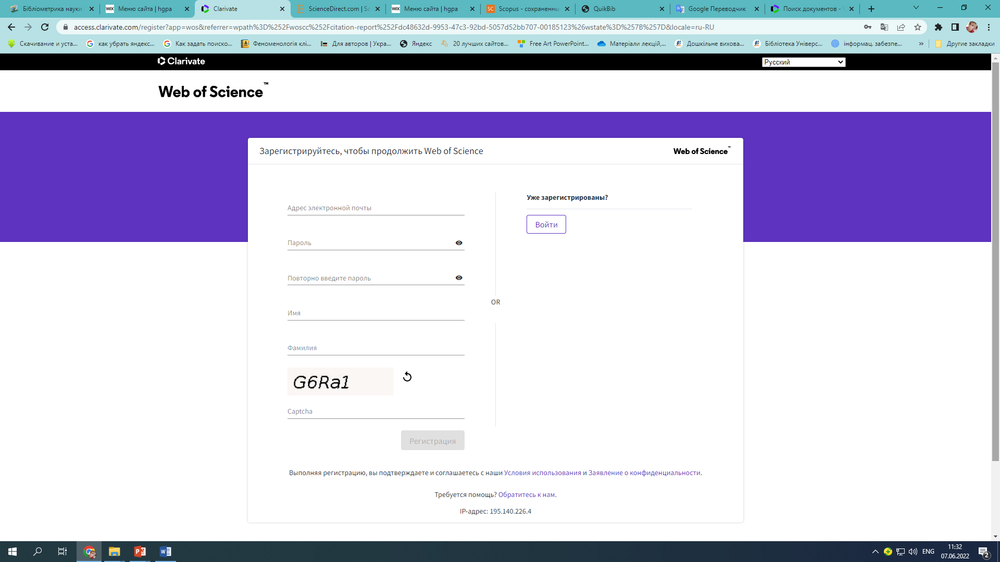 Бібліометрика науки
Меню сайта | hgpa
Clarivate
ScienceDirect.com | Sc
Меню сайта | hgpa
Scopus - сохраненны
QuikBib
Google Переводчик
Поиск документов -
access.clarivate.com/register?app=wos&referrer=wpath%3D%252Fwoscc%252Fcitation-report%252Fdc48632d-9953-47c3-92bd-5057d52bb707-00185123%26wstate%3D%257B%257D&locale=ru-RU
Скачивание и уста...
как убрать яндекс...
Как задать поиско...
Феноменологія клі...
Для авторов | Укра...
Яндекс
20 лучших сайтов...
Free Art PowerPoint...
Матеріали лекцій,...
Дошкільне вихова...
Бібліотека Універс...
інформац. забезпе...
»
Другие закладки
Clarivate
Русский
Web of Science™
Зарегистрируйтесь, чтобы продолжить Web of Science
Web of Science™
Адрес электронной почты
Пароль
Повторно введите пароль
Имя
Фамилия
G6Ra1
Captcha
Регистрация
OR
Уже зарегистрированы?
Войти
Выполняя регистрацию, вы подтверждаете и соглашаетесь с наши Условия использования и Заявление о конфиденциальности.
Требуется помощь? Обратитесь к нам.
IP-адрес: 195.140.226.4
ENG
11:32
07.06.2022
2